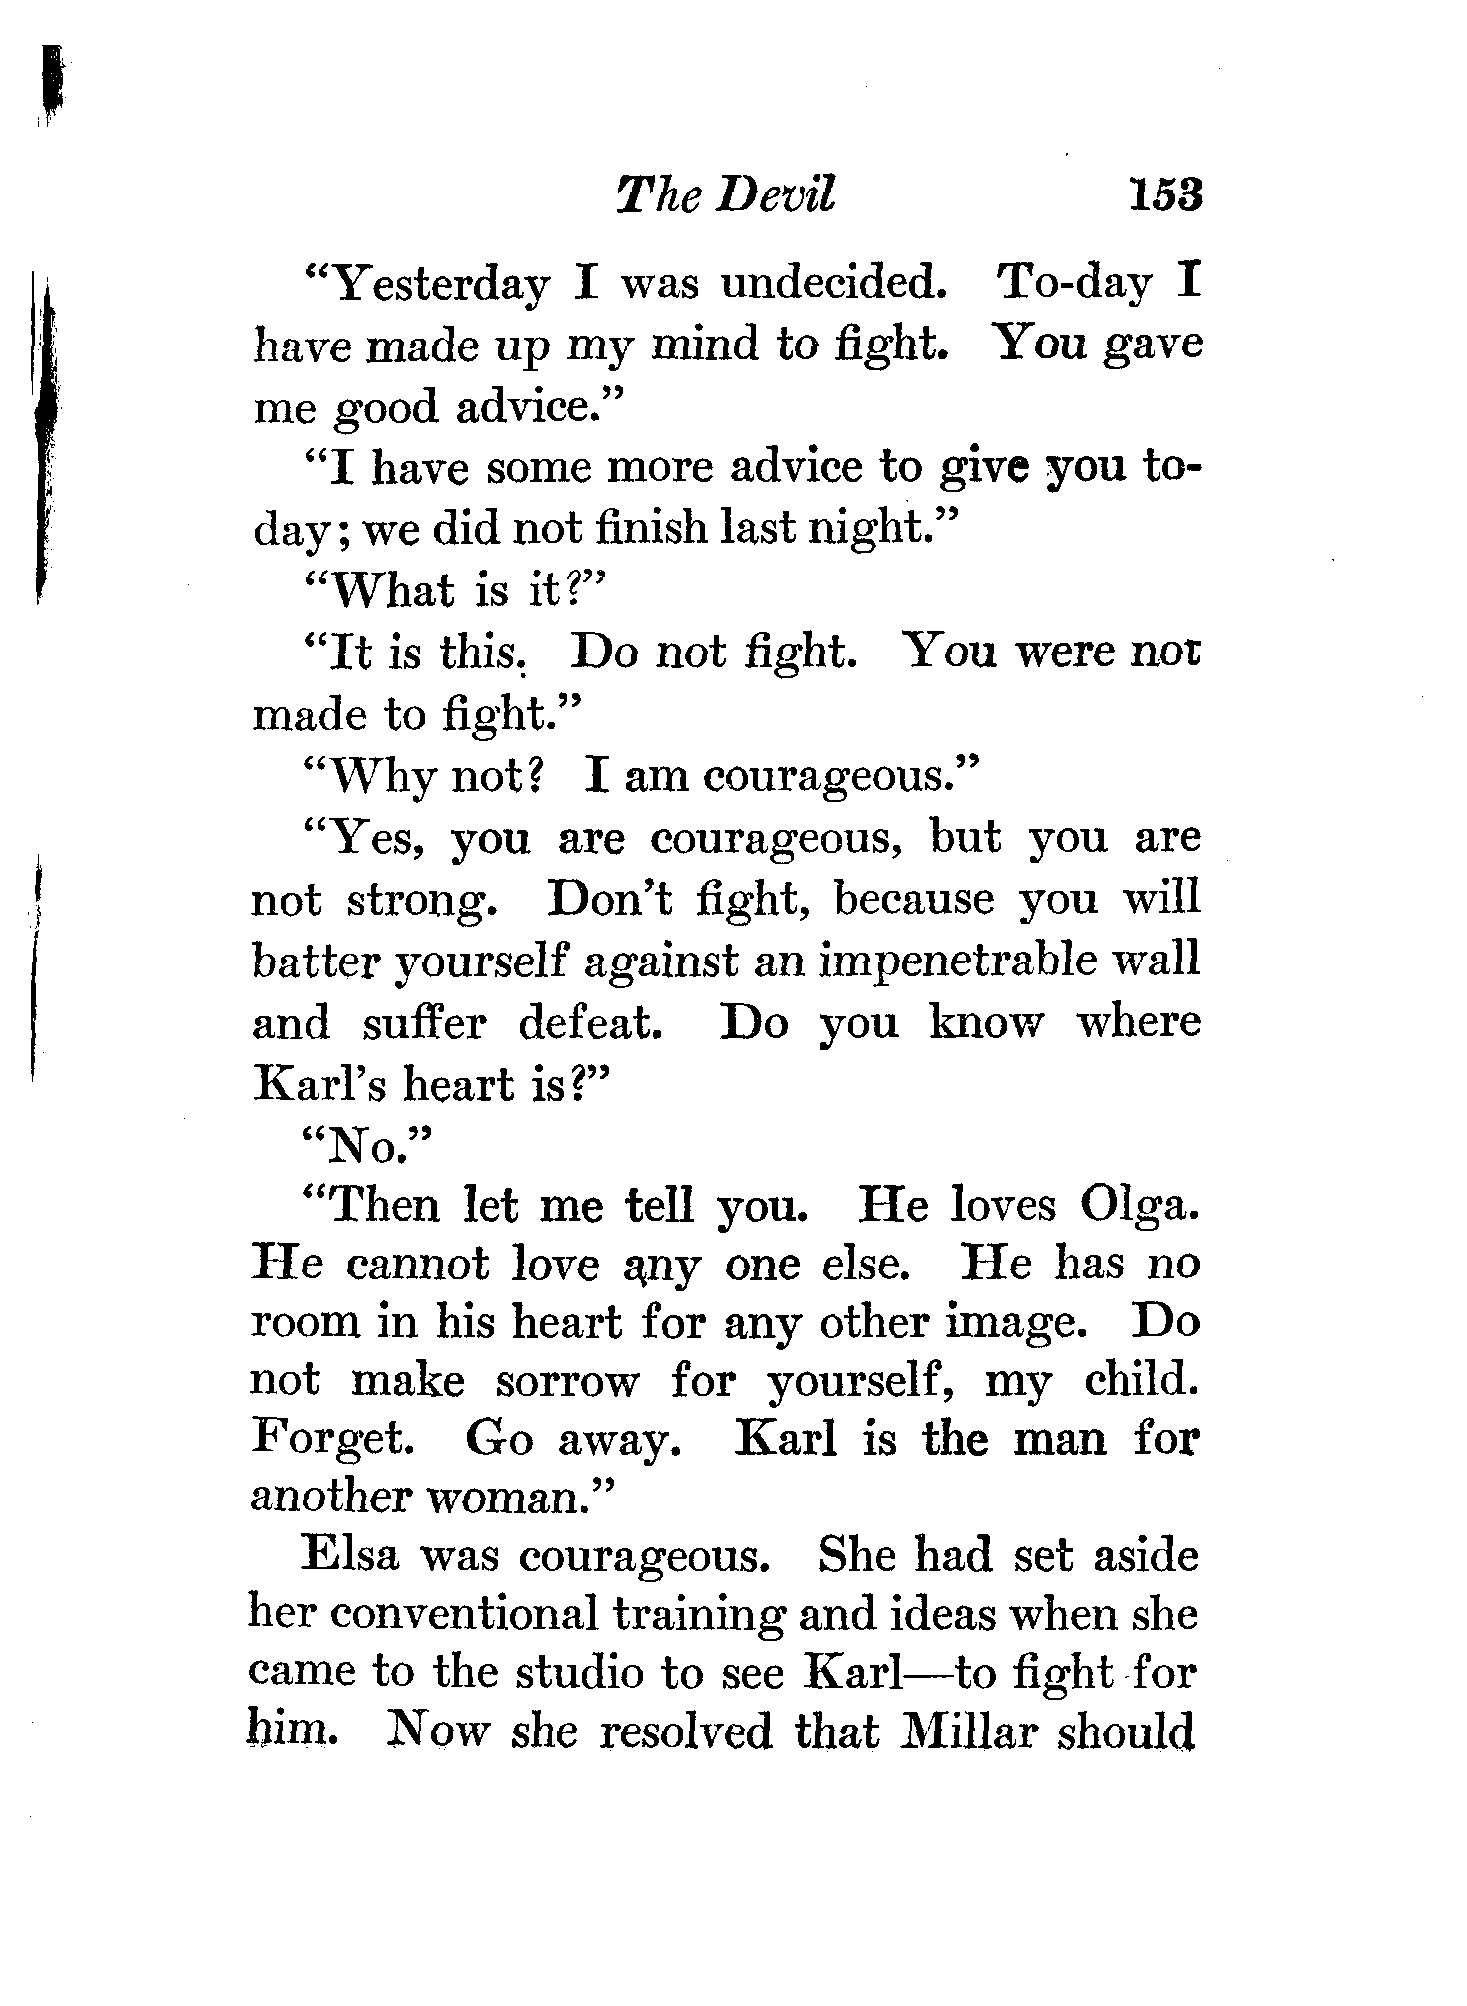 The Devil 153
"Yesterday I was undecided. To-day I
have made up my mind to fight. You gave
me good advice."
"I have some more advice to give you to-
day; we did not finish last night."
"What is it?"
"It is this. Do not fight. You were not
made to fight."
"Why not? I am courageous."
"Yes, you are courageous, but you are
not strong. Don't fight, because you will
batter yourself against an impenetrable wall
and suffer defeat. Do you know where
Karl's heart is?"
"No."
"Then let me tell you. He loves Olga.
He cannot love any one else. He has no
room in his heart for any other image. Do
not make sorrow for yourself, my child.
Forget. Go away. Karl is the man for
another woman."
Elsa was courageous. She had set aside
her conventional training and ideas when she
came to the studio to see Karl—to fight for
him. Now she resolved that Millar should